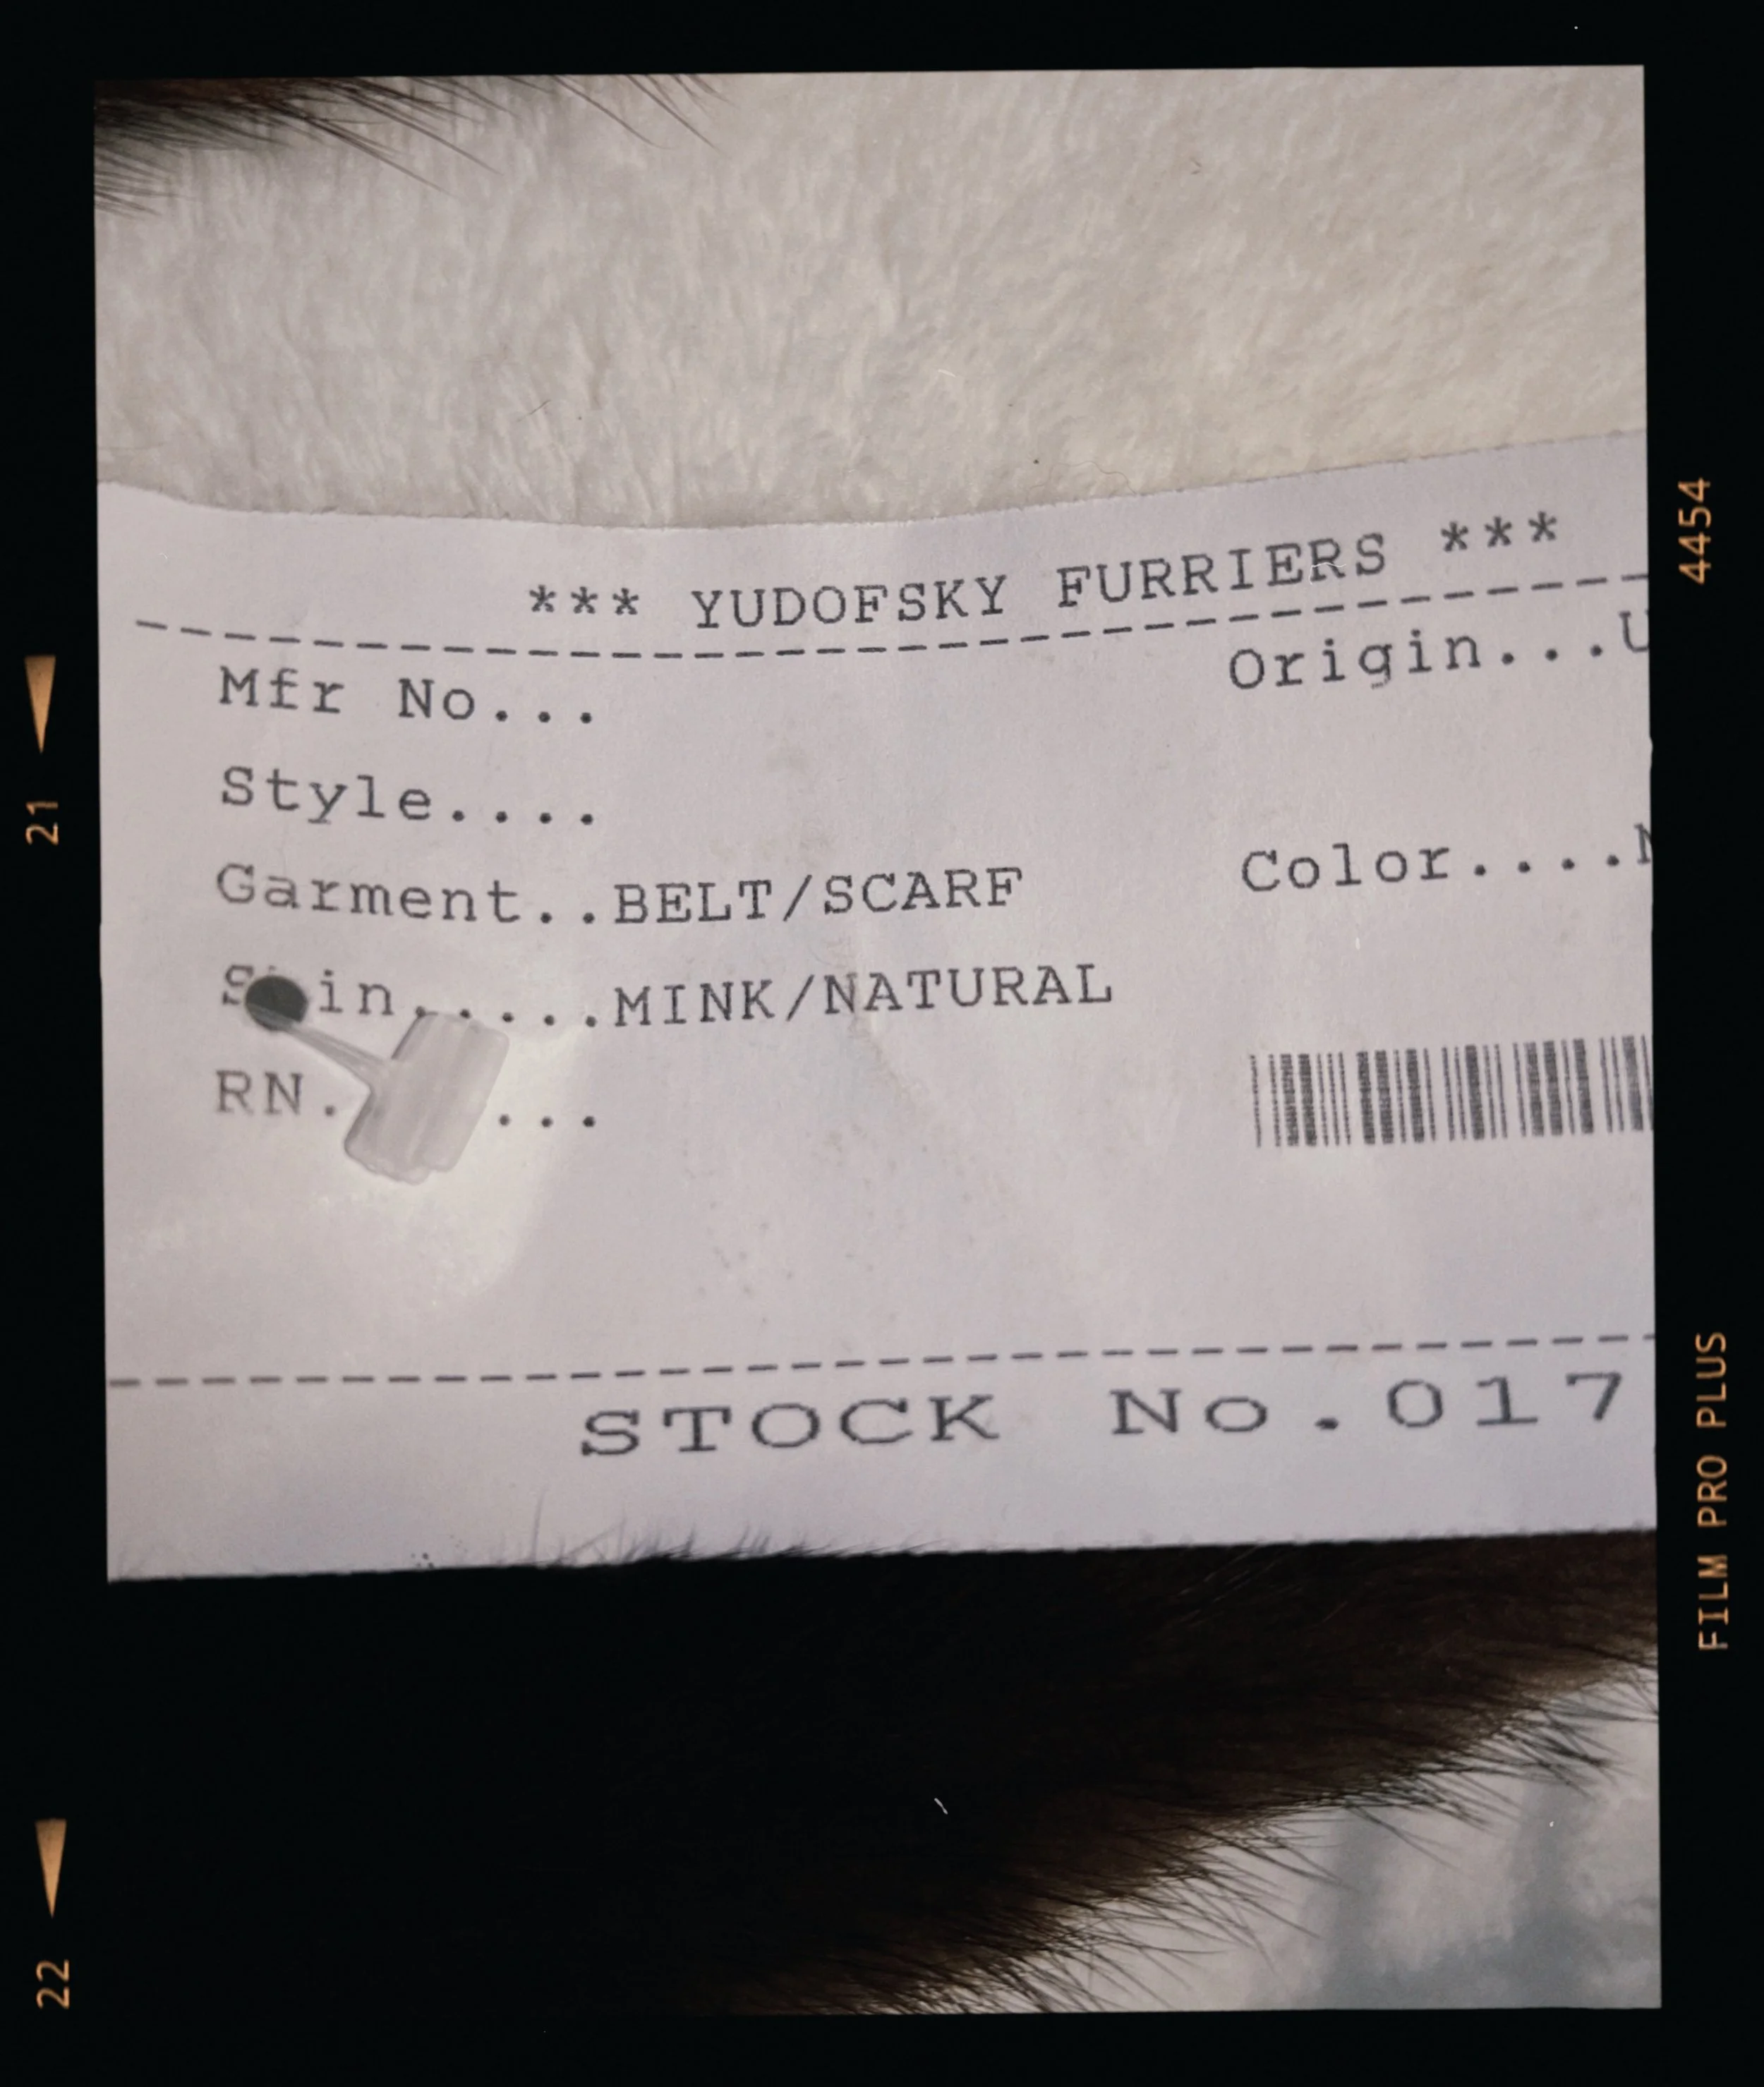 *** YUDOFSKY FURRIERS ***
Mfr No...
Origin...U
Style....
Garment..BELT/SCARF
Color....
Skin.....MINK/NATURAL
RN. ...
STOCK No.017
21
22
4454
FILM PRO PLUS